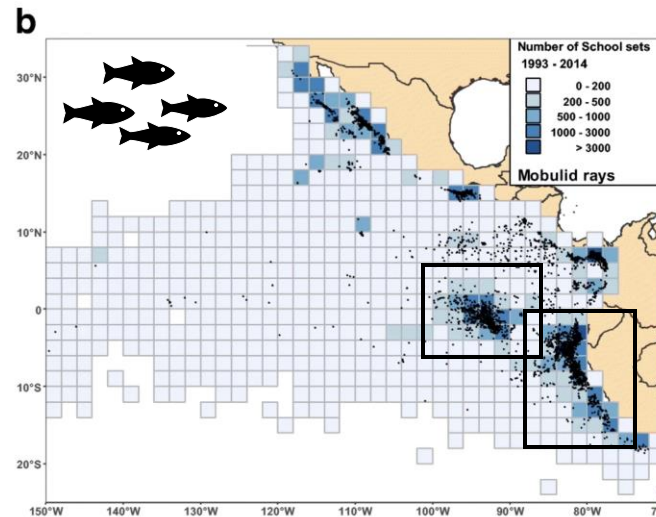 b
Number of School sets
1993 - 2014
0 - 200
200 - 500
500 - 1000
1000 - 3000
> 3000
Mobulid rays
30°N
20°N
10°N
0
10°S
20°S
150°W 140°W 130°W 120°W 110°W 100°W 90°W 80°W 7